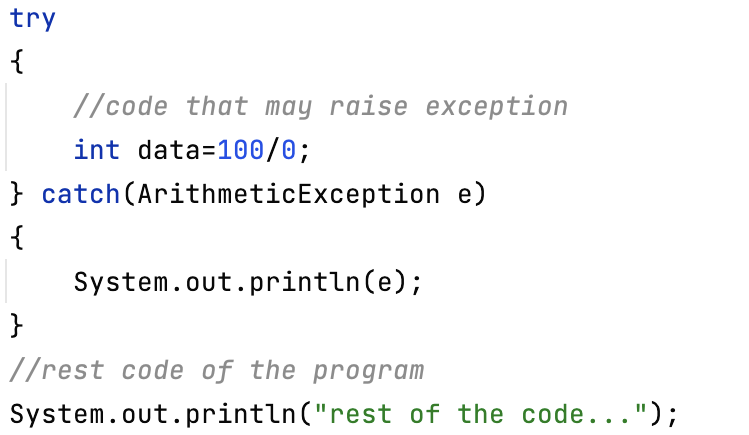 try
{
    //code that may raise exception
    int data=100/0;
} catch(ArithmeticException e)
{
    System.out.println(e);
}
//rest code of the program
System.out.println("rest of the code...");